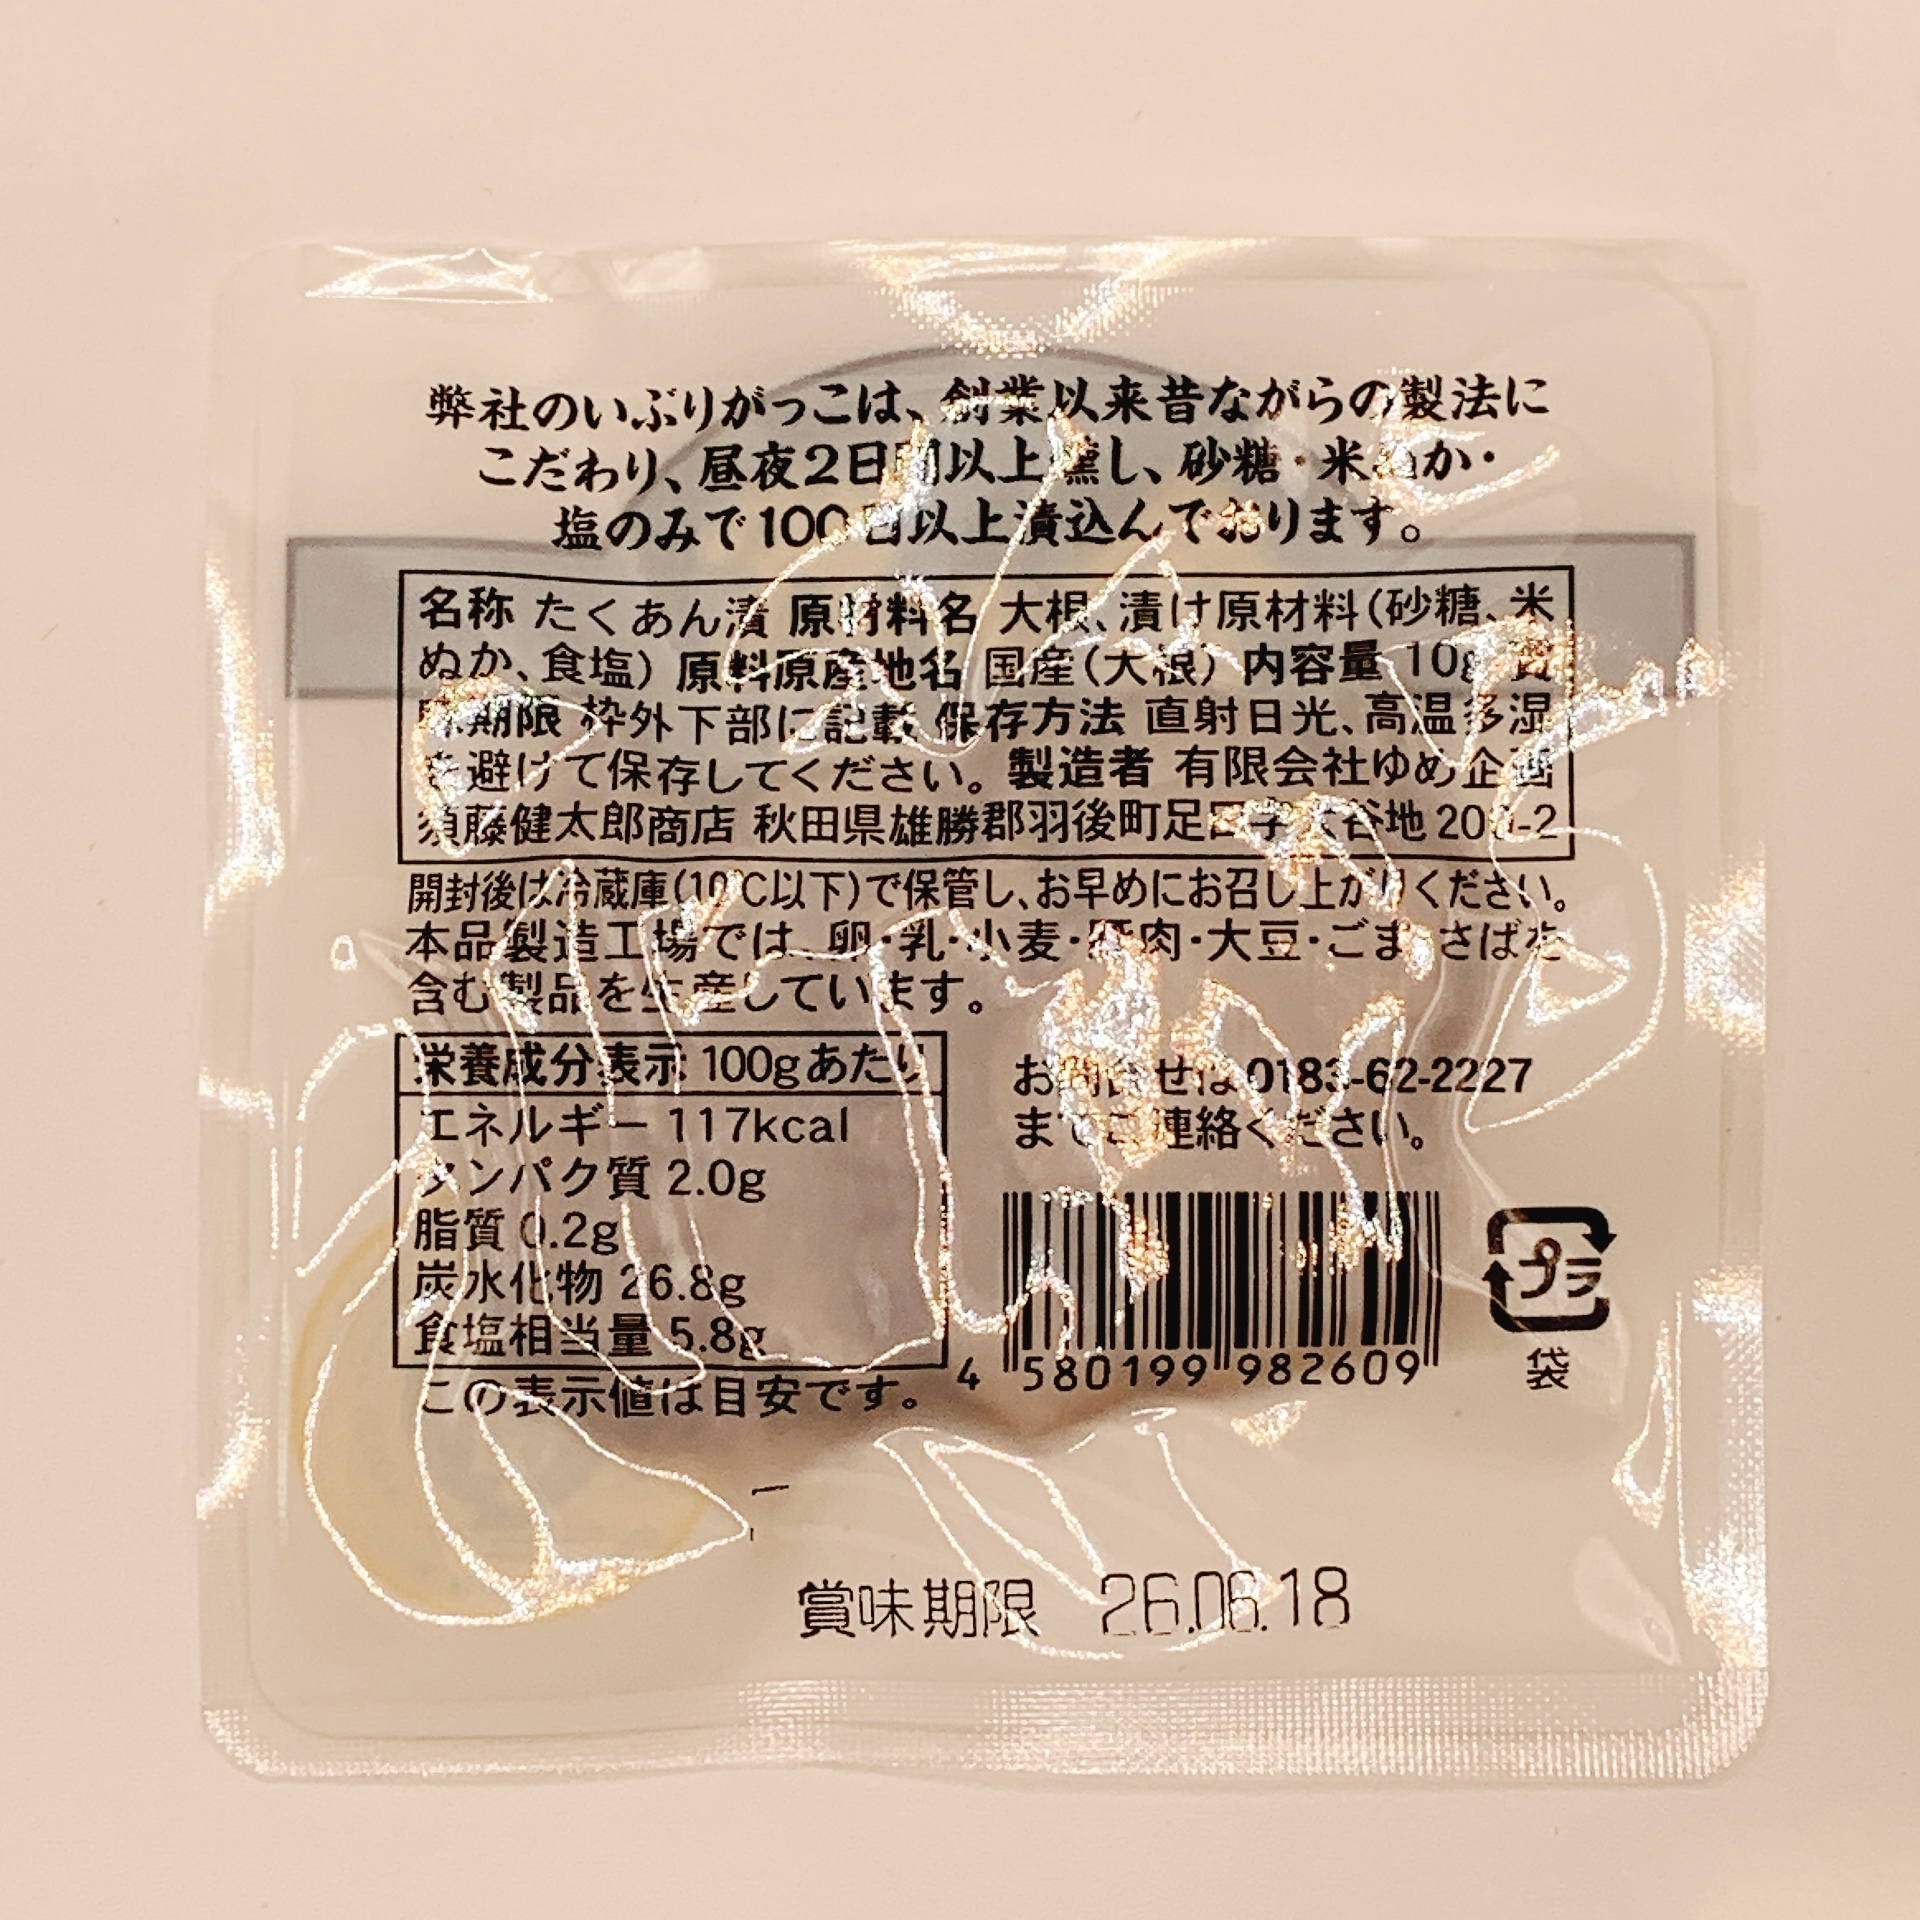 弊社のいぶりがっこは、創業以来昔ながらの製法に
こだわり、昼夜2日間以上燻し、砂糖・米ぬか・
塩のみで100日以上漬込んでおります。
名称 たくあん漬 原材料名 大根、漬け原材料(砂糖、米
ぬか、食塩) 原料原産地名 国産(大根) 内容量 10g 賞
味期限 枠外下部に記載 保存方法 直射日光、高温多湿
を避けて保存してください。 製造者 有限会社ゆめ企画
須藤健太郎商店 秋田県雄勝郡羽後町足田字大谷地
開封後は冷蔵庫(10℃以下)で保管し、お早めにお召し上がりください。
本品製造工場では、卵・乳・小麦・豚肉・大豆・ごま・さばを
含む製品を生産しています。
栄養成分表示 100gあたり
エネルギー 117kcal
タンパク質 2.0g
脂質 0.2g
炭水化物 26.8g
食塩相当量 5.8g
この表示値は目安です。
お問合せは0183-62-2227
までご連絡ください。
4 580199 982609
プラ
袋
賞味期限 26.06.18